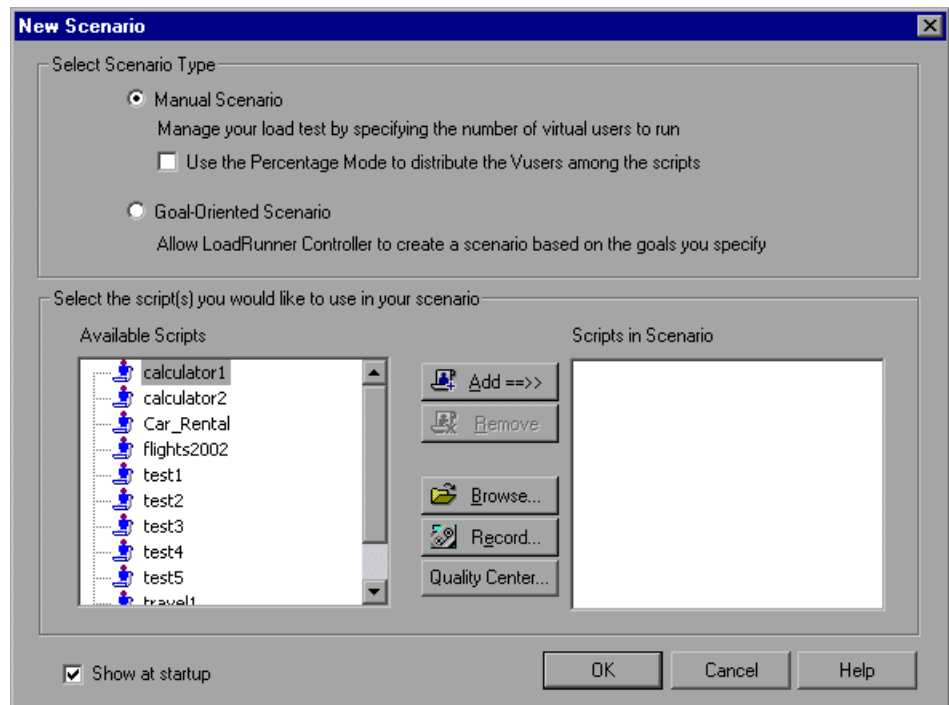 New Scenario
Select Scenario Type
Manual Scenario
Manage your load test by specifying the number of virtual users to run
Use the Percentage Mode to distribute the Vusers among the scripts
Goal-Oriented Scenario
Allow LoadRunner Controller to create a scenario based on the goals you specify
Select the script(s) you would like to use in your scenario
Available Scripts
calculator1
calculator2
Car_Rental
flights2002
test1
test2
test3
test4
test5
travel1
Add ==>>
Remove
Browse...
Record...
Quality Center...
Scripts in Scenario
Show at startup
OK
Cancel
Help